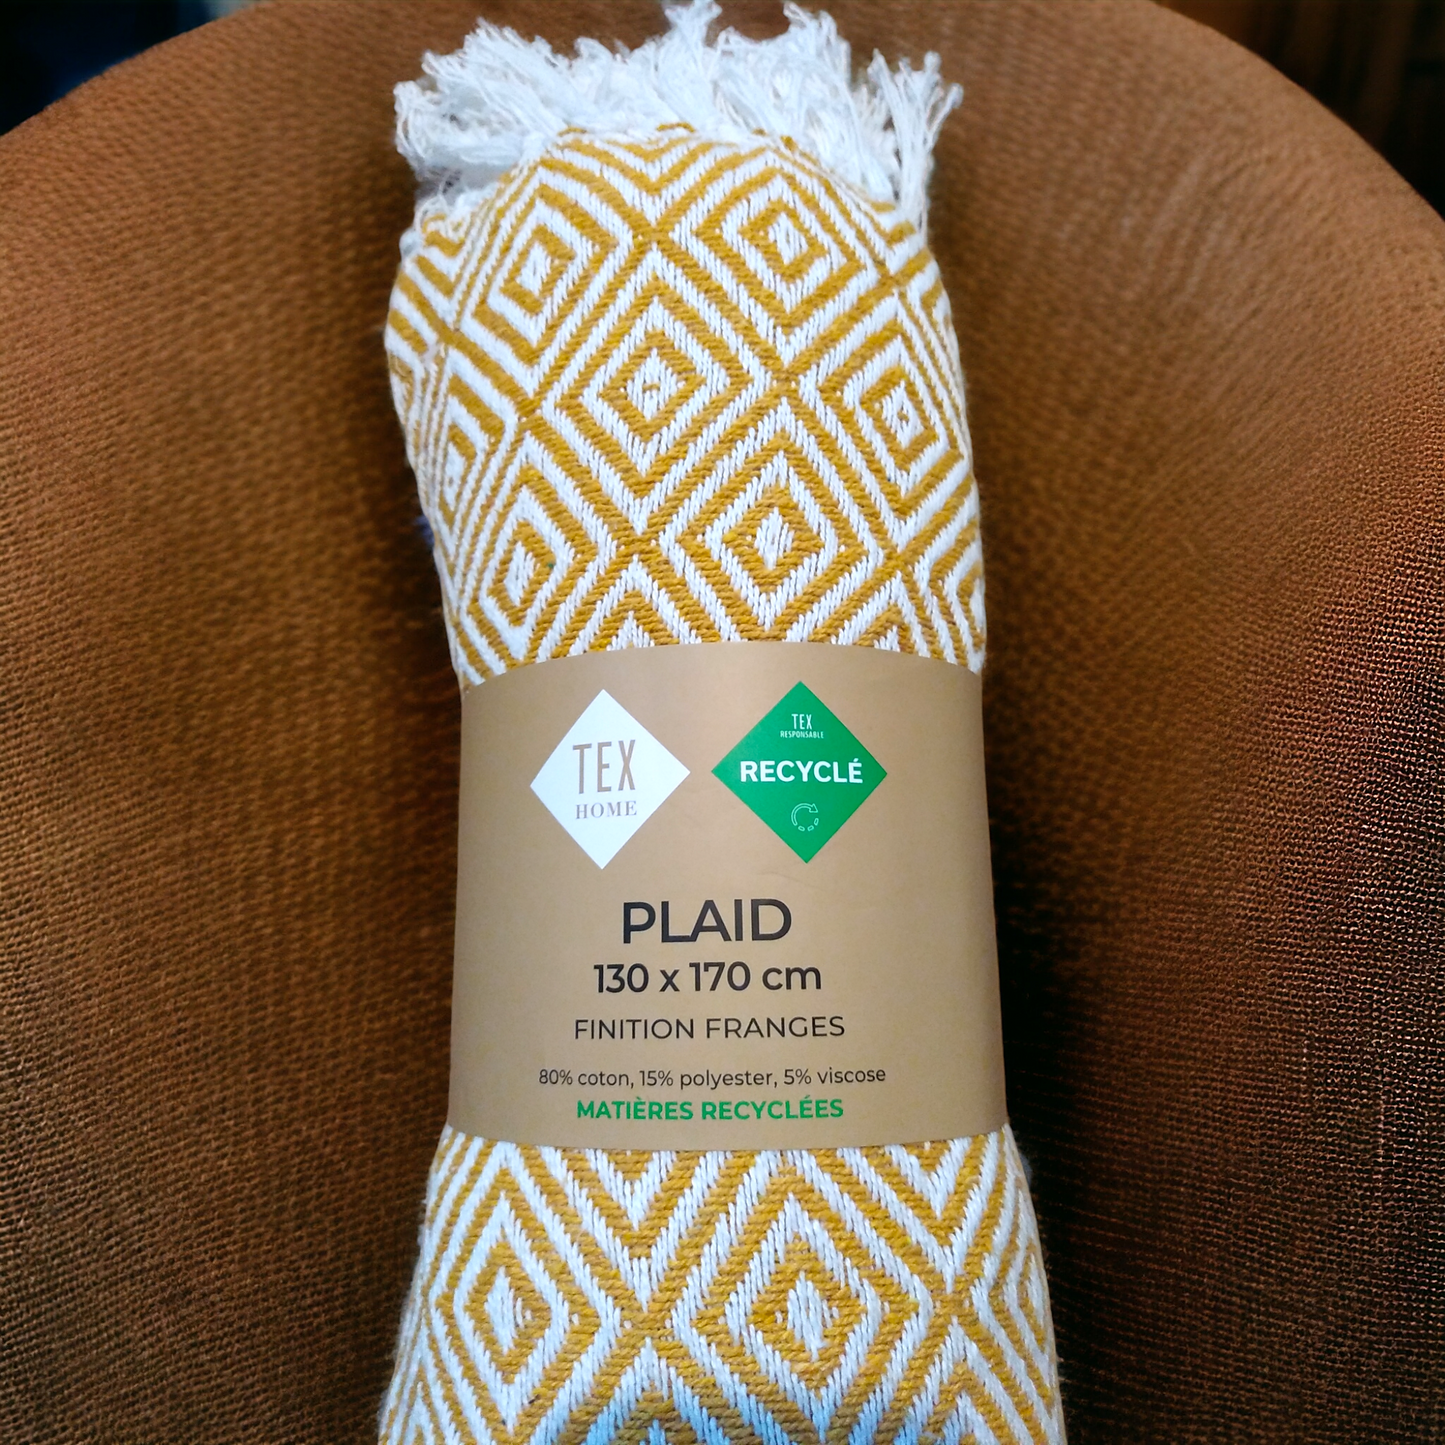 TEX
HOME
TEX
RESPONSABLE
RECYCLÉ
PLAID
130 x 170 cm
FINITION FRANGES
80% coton, 15% polyester, 5% viscose
MATIÈRES RECYCLÉES